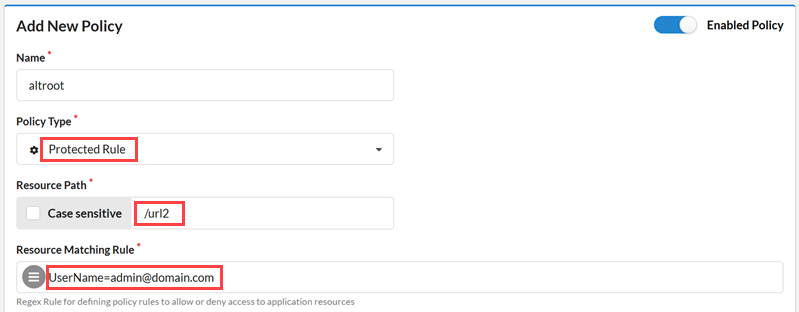 Add New Policy
Enabled Policy
Name *
altroot
Policy Type *
Protected Rule
Resource Path *
Case sensitive
/url2
Resource Matching Rule *
UserName=admin@domain.com
Regex Rule for defining policy rules to allow or deny access to application resources